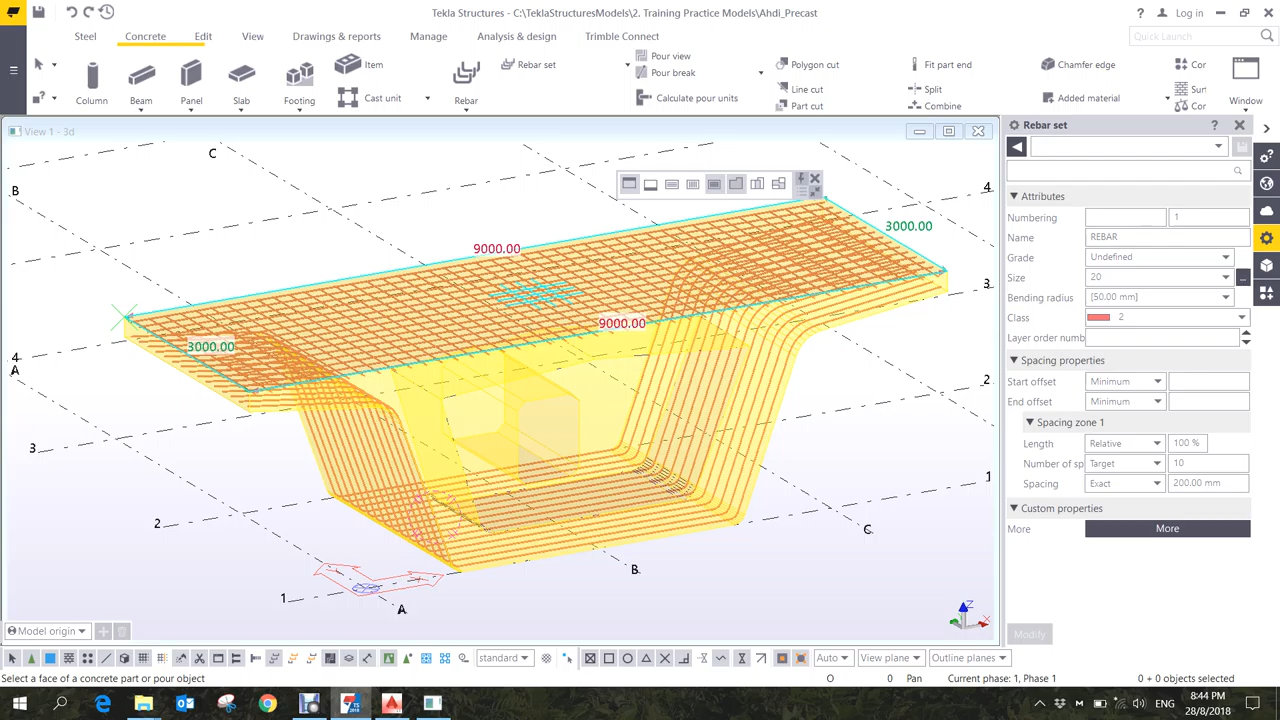 Tekla Structures - C:\TeklaStructuresModels\2. Training Practice Models\Ahdi_Precast
? Log in
Steel Concrete Edit View Drawings & reports Manage Analysis & design Trimble Connect
Quick Launch
Item Rebar set Pour view Polygon cut Fit part end Chamfer edge Cor
Pour break Line cut Split Sur
Column Beam Panel Slab Footing Cast unit Rebar Calculate pour units Part cut Combine Added material Cor Window
View 1 - 3d
Rebar set ?
Attributes
Numbering 1
Name REBAR
Grade Undefined
Size 20 ...
Bending radius [50.00 mm]
Class 2
Layer order numb
Spacing properties
Start offset Minimum
End offset Minimum
Spacing zone 1
Length Relative 100 %
Number of sp Target 10
Spacing Exact 200.00 mm
Custom properties
More More
Modify
C
B
4
3000.00
9000.00
3
9000.00
3000.00
4
A
2
3
1
2
C
B
1
A
Z
X
Model origin
standard Auto View plane Outline planes
Select a face of a concrete part or pour object O 0 Pan Current phase: 1, Phase 1 0 + 0 objects selected
TS
2018
ENG
8:44 PM
28/8/2018